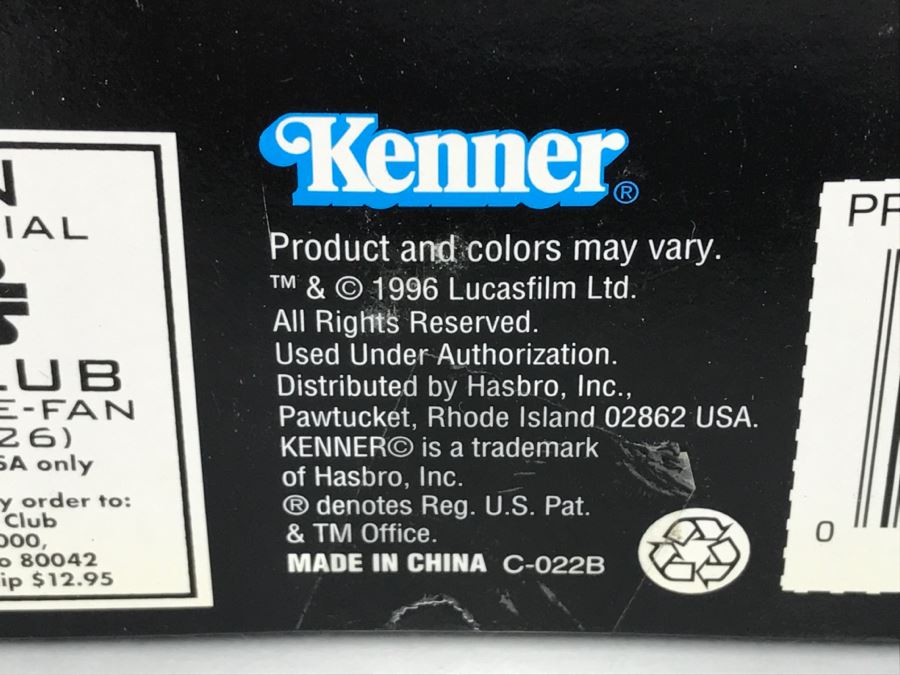 Kenner®
Product and colors may vary.
™ & © 1996 Lucasfilm Ltd.
All Rights Reserved.
Used Under Authorization.
Distributed by Hasbro, Inc.,
Pawtucket, Rhode Island 02862 USA.
KENNER© is a trademark
of Hasbro, Inc.
® denotes Reg. U.S. Pat.
& TM Office.
MADE IN CHINA C-022B
N
IAL
LUB
E-FAN
26)
SA only
y order to:
Club
000,
o 80042
ip $12.95
PR
0